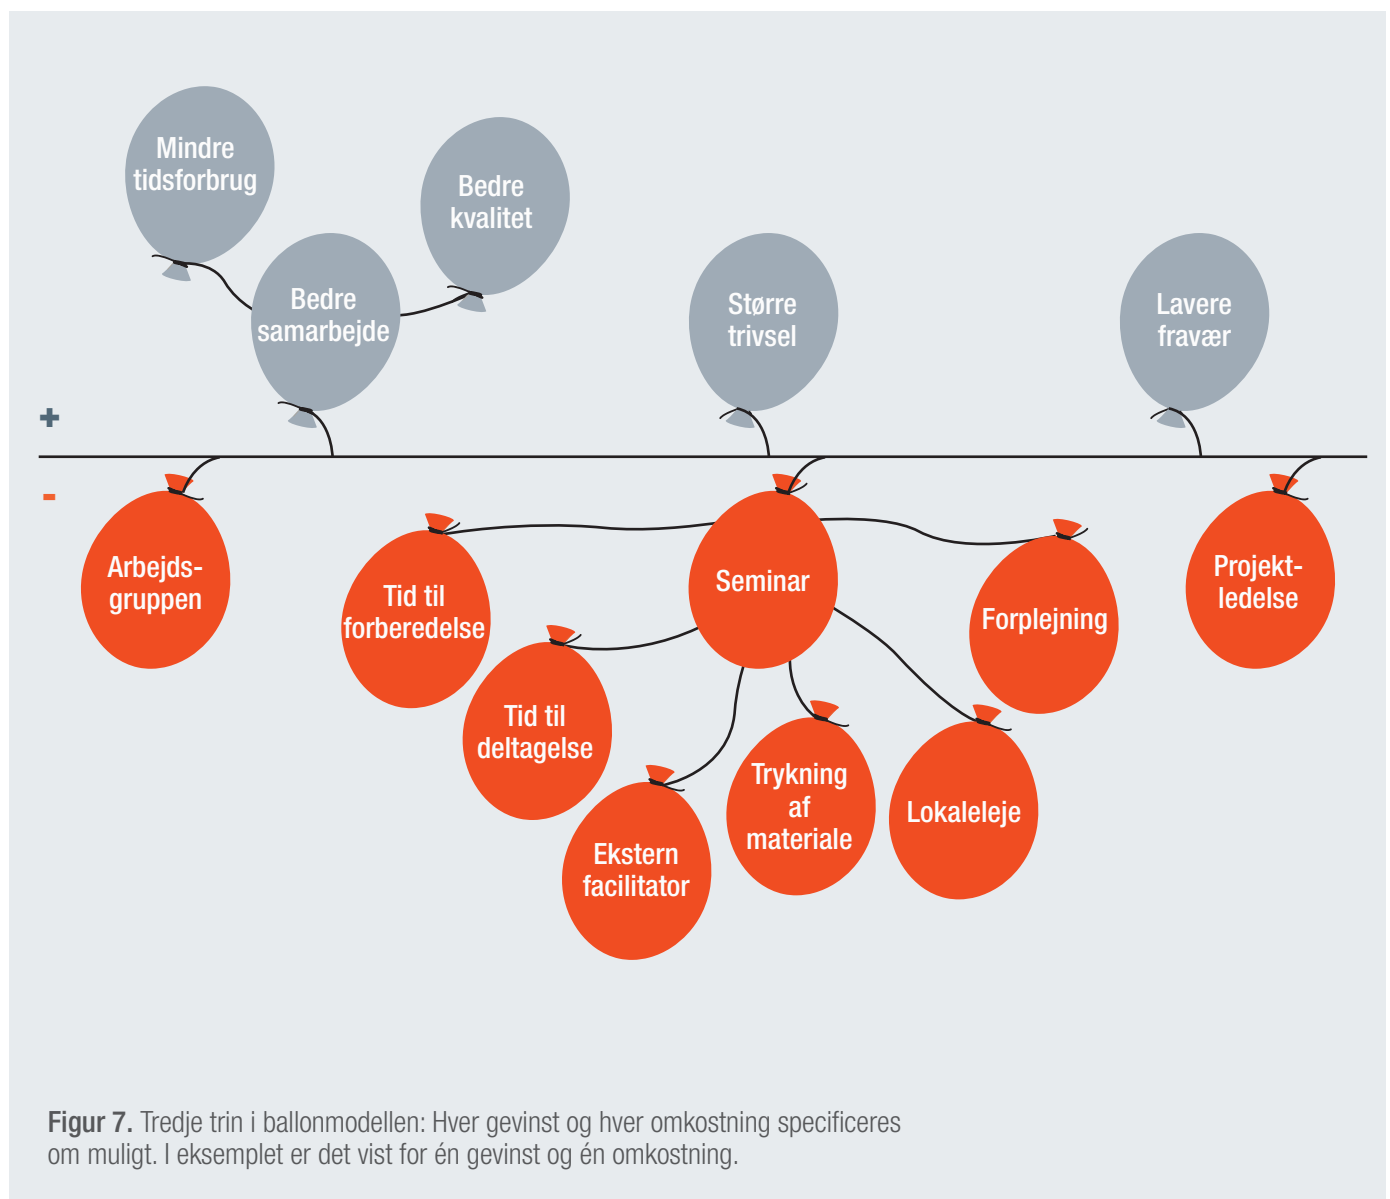 Mindre
tidsforbrug
Bedre
kvalitet
Bedre
samarbejde
Større
trivsel
Lavere
fravær
+
-
Arbejds-
gruppen
Tid til
forberedelse
Tid til
deltagelse
Ekstern
facilitator
Seminar
Trykning
af
materiale
Lokaleleje
Forplejning
Projekt-
ledelse
Figur 7. Tredje trin i ballonmodellen: Hver gevinst og hver omkostning specificeres
om muligt. I eksemplet er det vist for én gevinst og én omkostning.